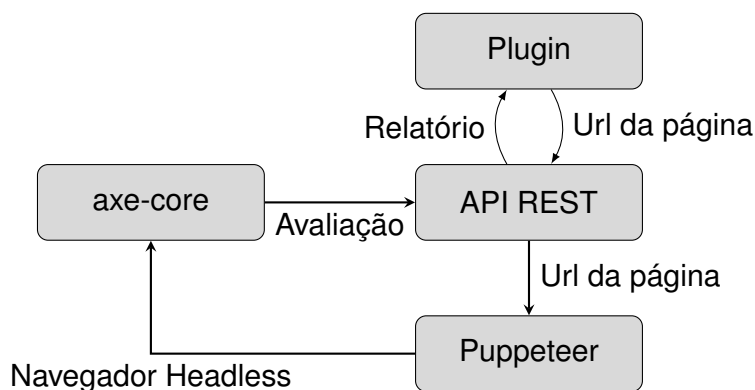 Plugin
Relatório
Url da página
axe-core
Avaliação
API REST
Url da página
Puppeteer
Navegador Headless